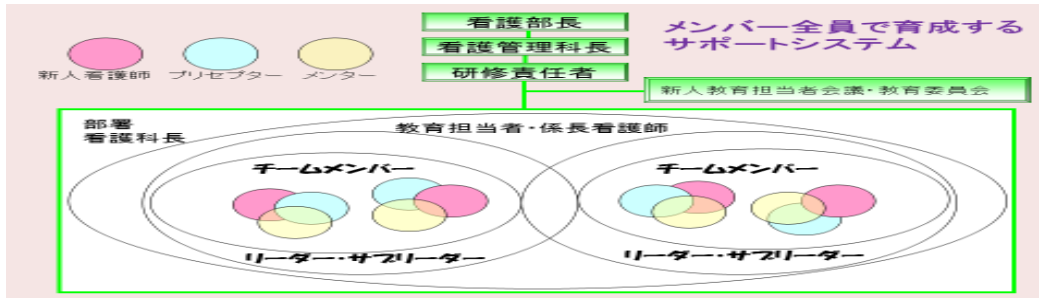 看護部長
看護管理科長
研修責任者
新人教育担当者会議・教育委員会
メンバー全員で育成する
サポートシステム
新人看護師
プリセプター
メンター
部署
看護科長
教育担当者・係長看護師
チームメンバー
チームメンバー
リーダー・サブリーダー
リーダー・サブリーダー